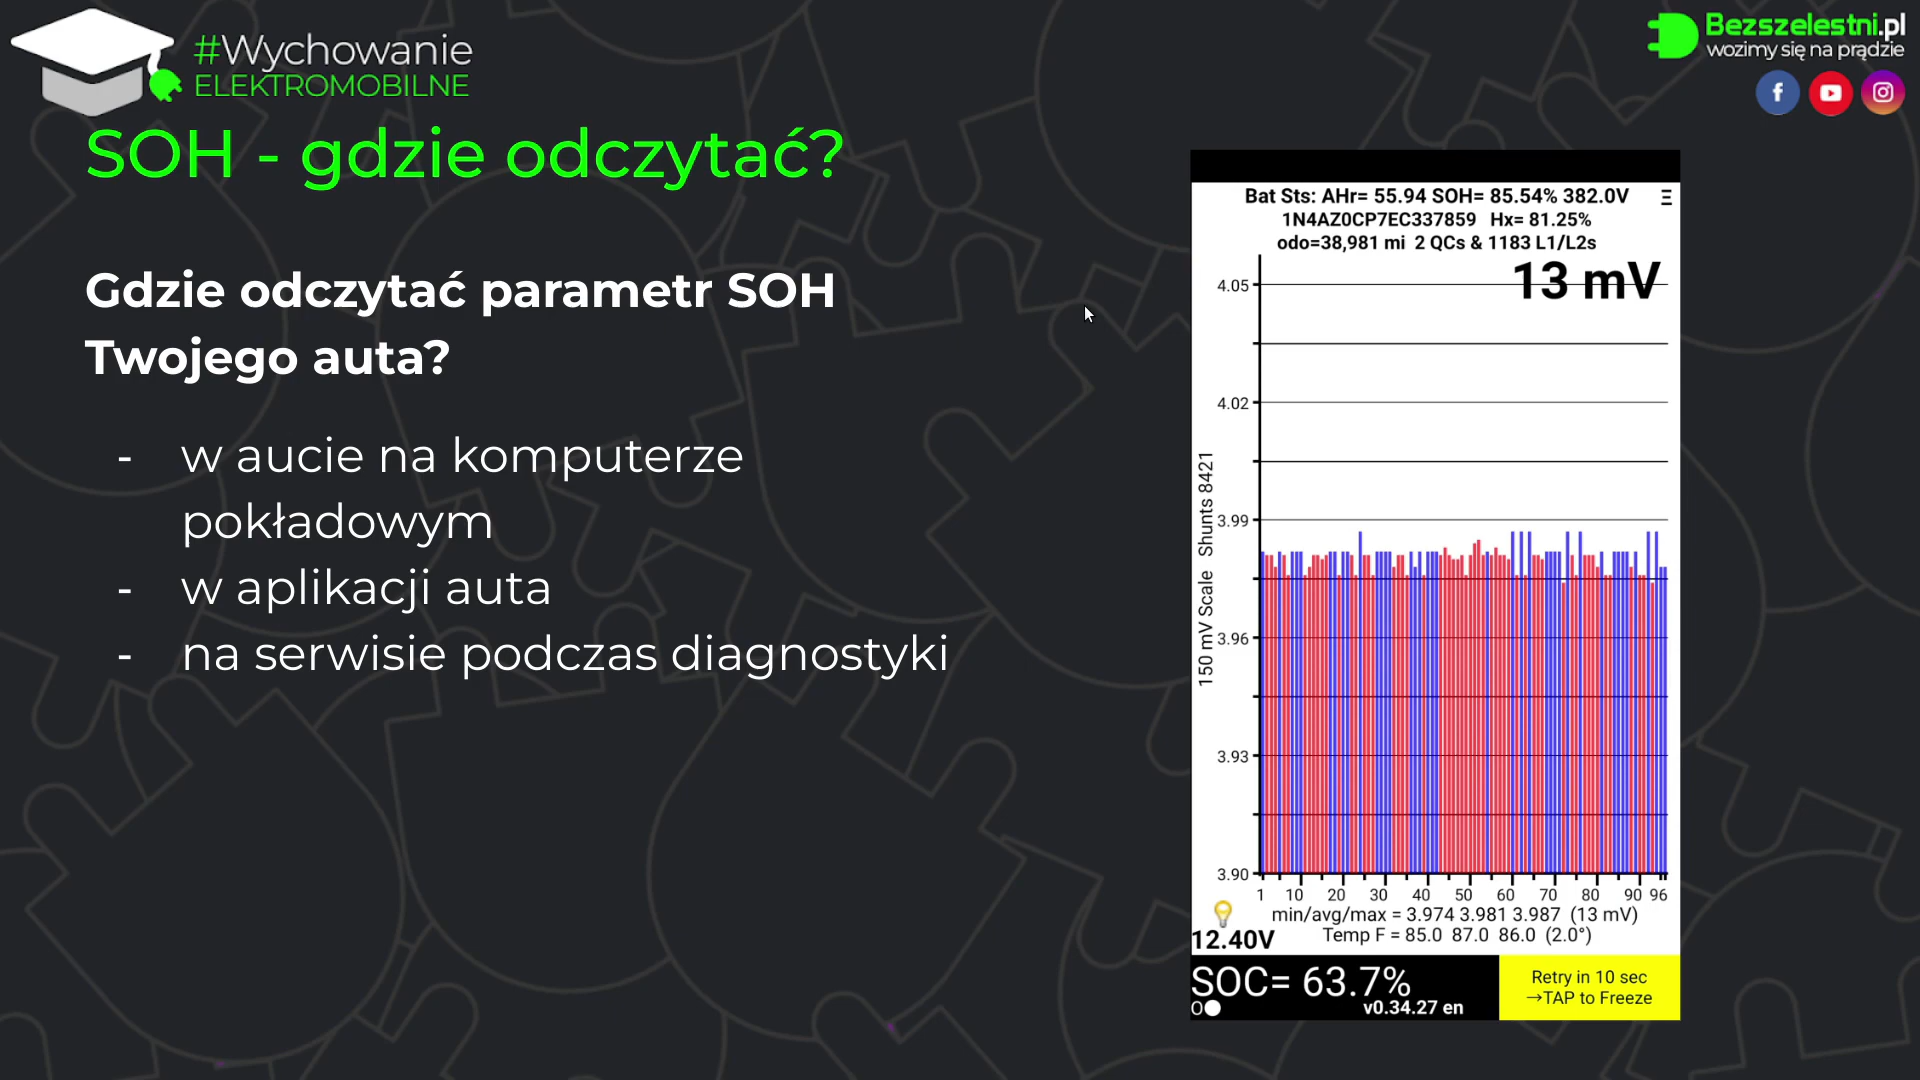 #Wychowanie
ELEKTROMOBILNE
Bezszelestni.pl
wozimy się na prądzie
SOH - gdzie odczytać?
Gdzie odczytać parametr SOH
Twojego auta?
- w aucie na komputerze
pokładowym
- w aplikacji auta
- na serwisie podczas diagnostyki
Bat Sts: AHr= 55.94 SOH= 85.54% 382.0V
1N4AZ0CP7EC337859 Hx= 81.25%
odo=38,981 mi 2 QCs & 1183 L1/L2s
13 mV
4.05
4.02
3.99
3.96
3.93
3.90
150 mV Scale Shunts 8421
1 10 20 30 40 50 60 70 80 90 96
min/avg/max = 3.974 3.981 3.987 (13 mV)
Temp F = 85.0 87.0 86.0 (2.0°)
12.40V
SOC= 63.7%
v0.34.27 en
Retry in 10 sec
→TAP to Freeze